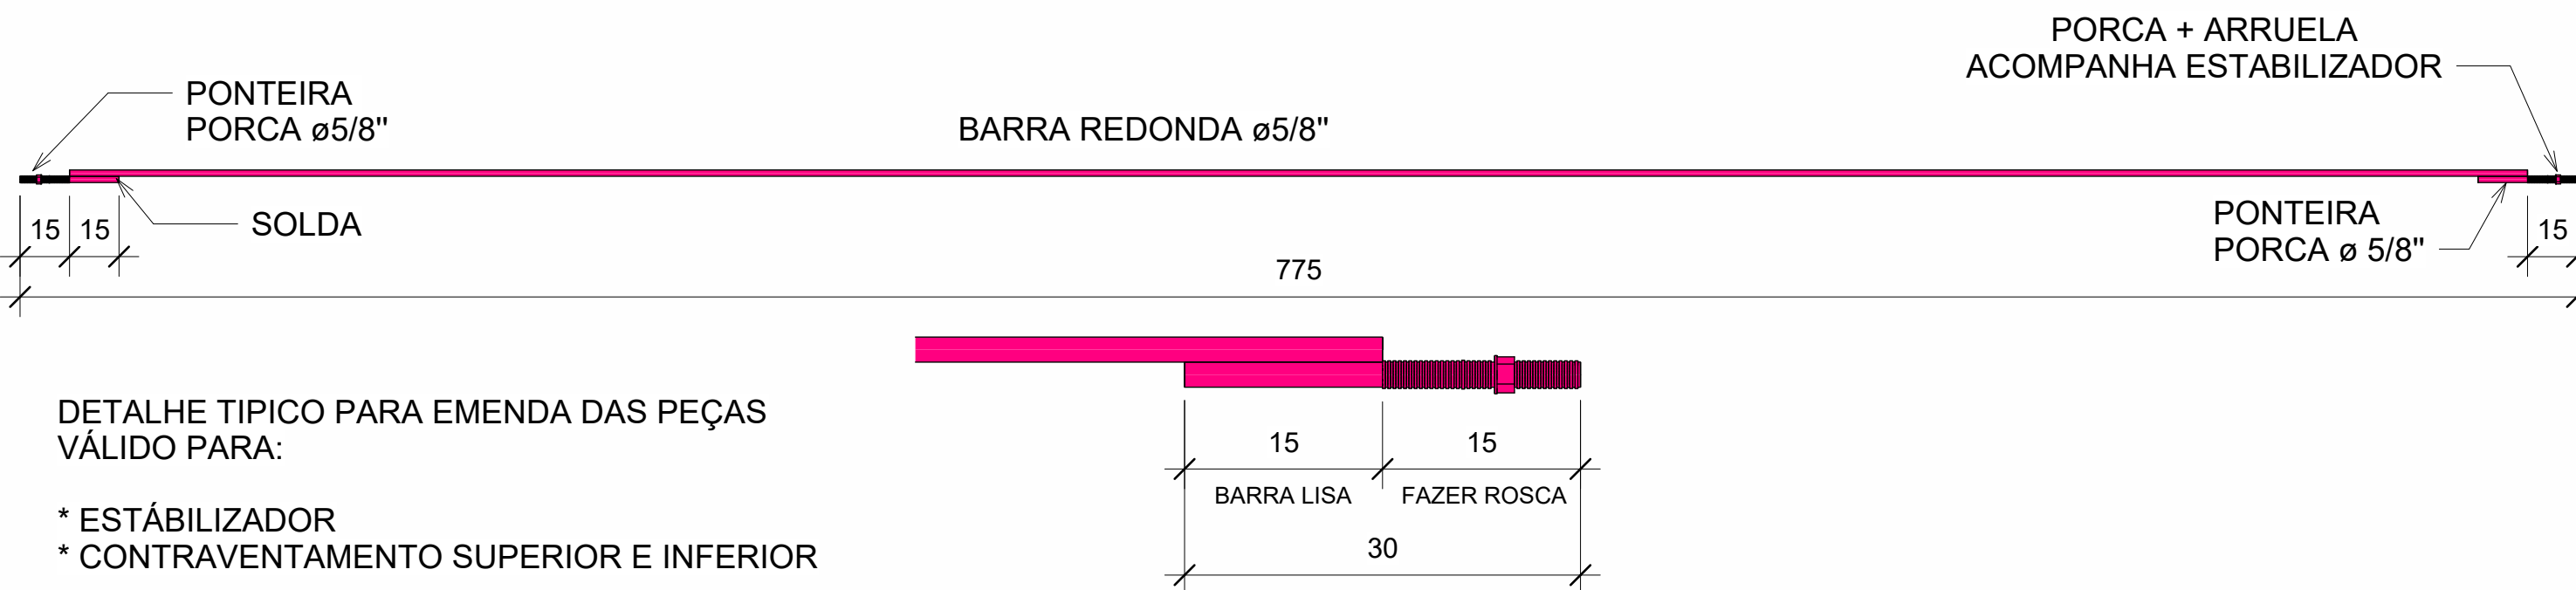 PORCA + ARRUELA
ACOMPANHA ESTABILIZADOR
PONTEIRA
PORCA ø5/8"
BARRA REDONDA ø5/8"
SOLDA
PONTEIRA
PORCA ø 5/8"
15
15
15
775
DETALHE TIPICO PARA EMENDA DAS PEÇAS
VÁLIDO PARA:
* ESTÁBILIZADOR
* CONTRAVENTAMENTO SUPERIOR E INFERIOR
15
15
BARRA LISA
FAZER ROSCA
30